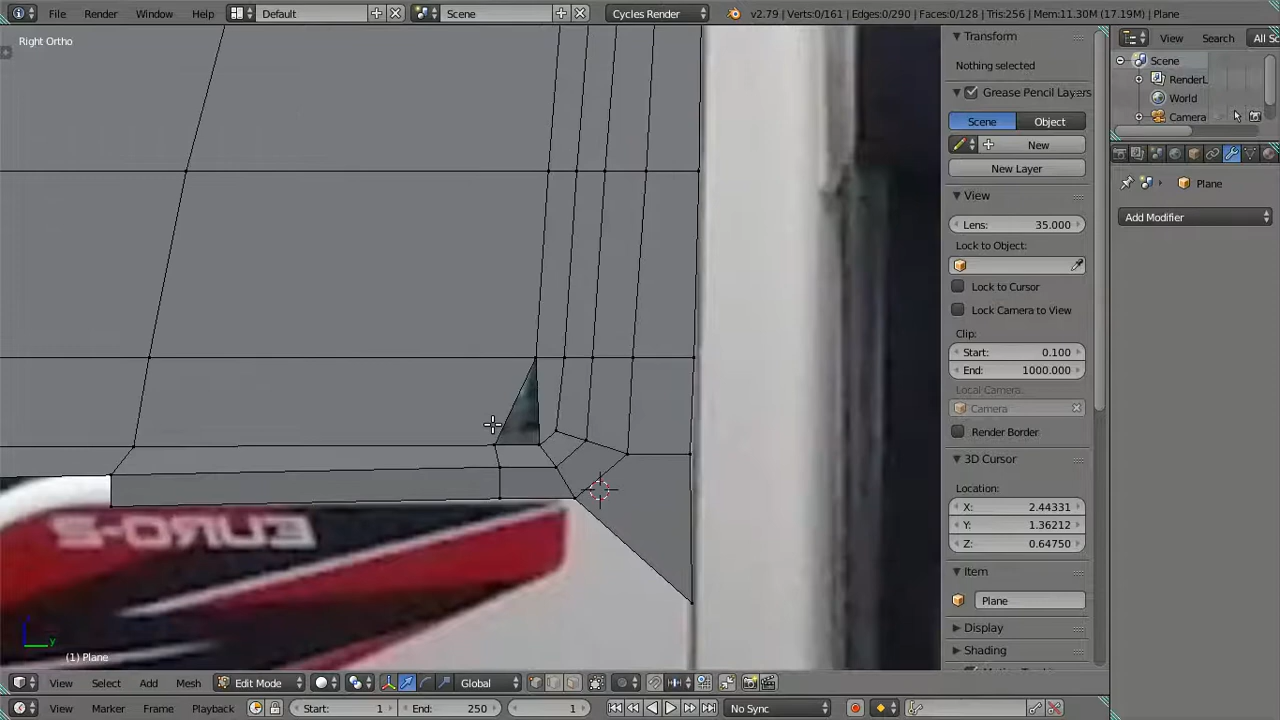 File Render Window Help Default Scene Cycles Render v2.79 | Verts:0/161 | Edges:0/290 | Faces:0/128 | Tris:256 | Mem:11.30M (17.19M) | Plane
Right Ortho
Transform
Nothing selected
Grease Pencil Layers
Scene Object
New
New Layer
View
Lens: 35.000
Lock to Object:
Lock to Cursor
Lock Camera to View
Clip:
Start: 0.100
End: 1000.000
Local Camera:
Camera
Render Border
3D Cursor
Location:
X: 2.44331
Y: 1.36212
Z: 0.64750
Item
Plane
Display
Shading
View Search All S
Scene
RenderL
World
Camera
Plane
Add Modifier
EURO-2
z
y
(1) Plane
View Select Add Mesh Edit Mode Global
View Marker Frame Playback Start: 1 End: 250 1 No Sync